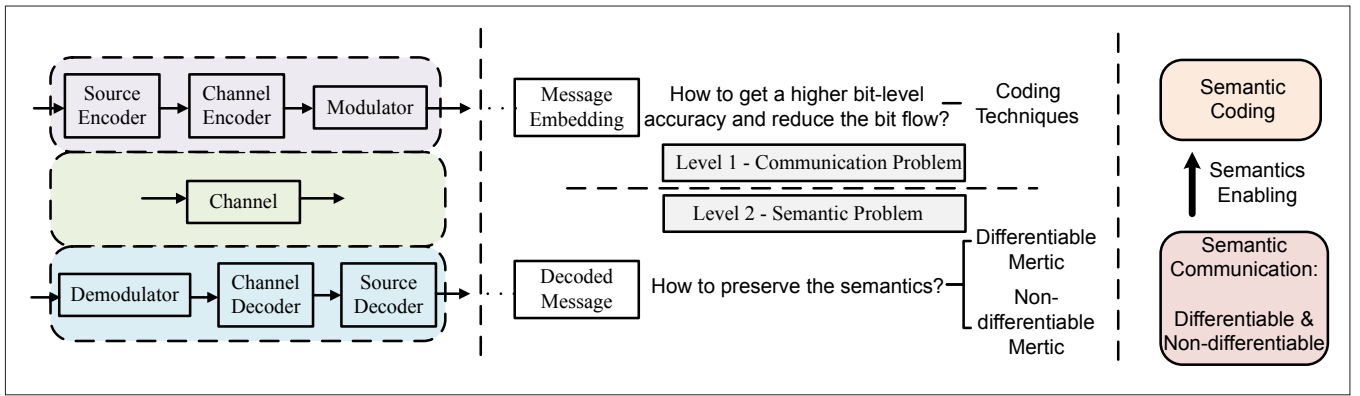 Source
Encoder
Channel
Encoder
Modulator
Channel
Demodulator
Channel
Decoder
Source
Decoder
Message
Embedding
How to get a higher bit-level
accuracy and reduce the bit flow?
Coding
Techniques
Level 1 - Communication Problem
Level 2 - Semantic Problem
Decoded
Message
How to preserve the semantics?
Differentiable
Mertic
Non-
differentiable
Mertic
Semantic
Coding
Semantics
Enabling
Semantic
Communication:
Differentiable &
Non-differentiable